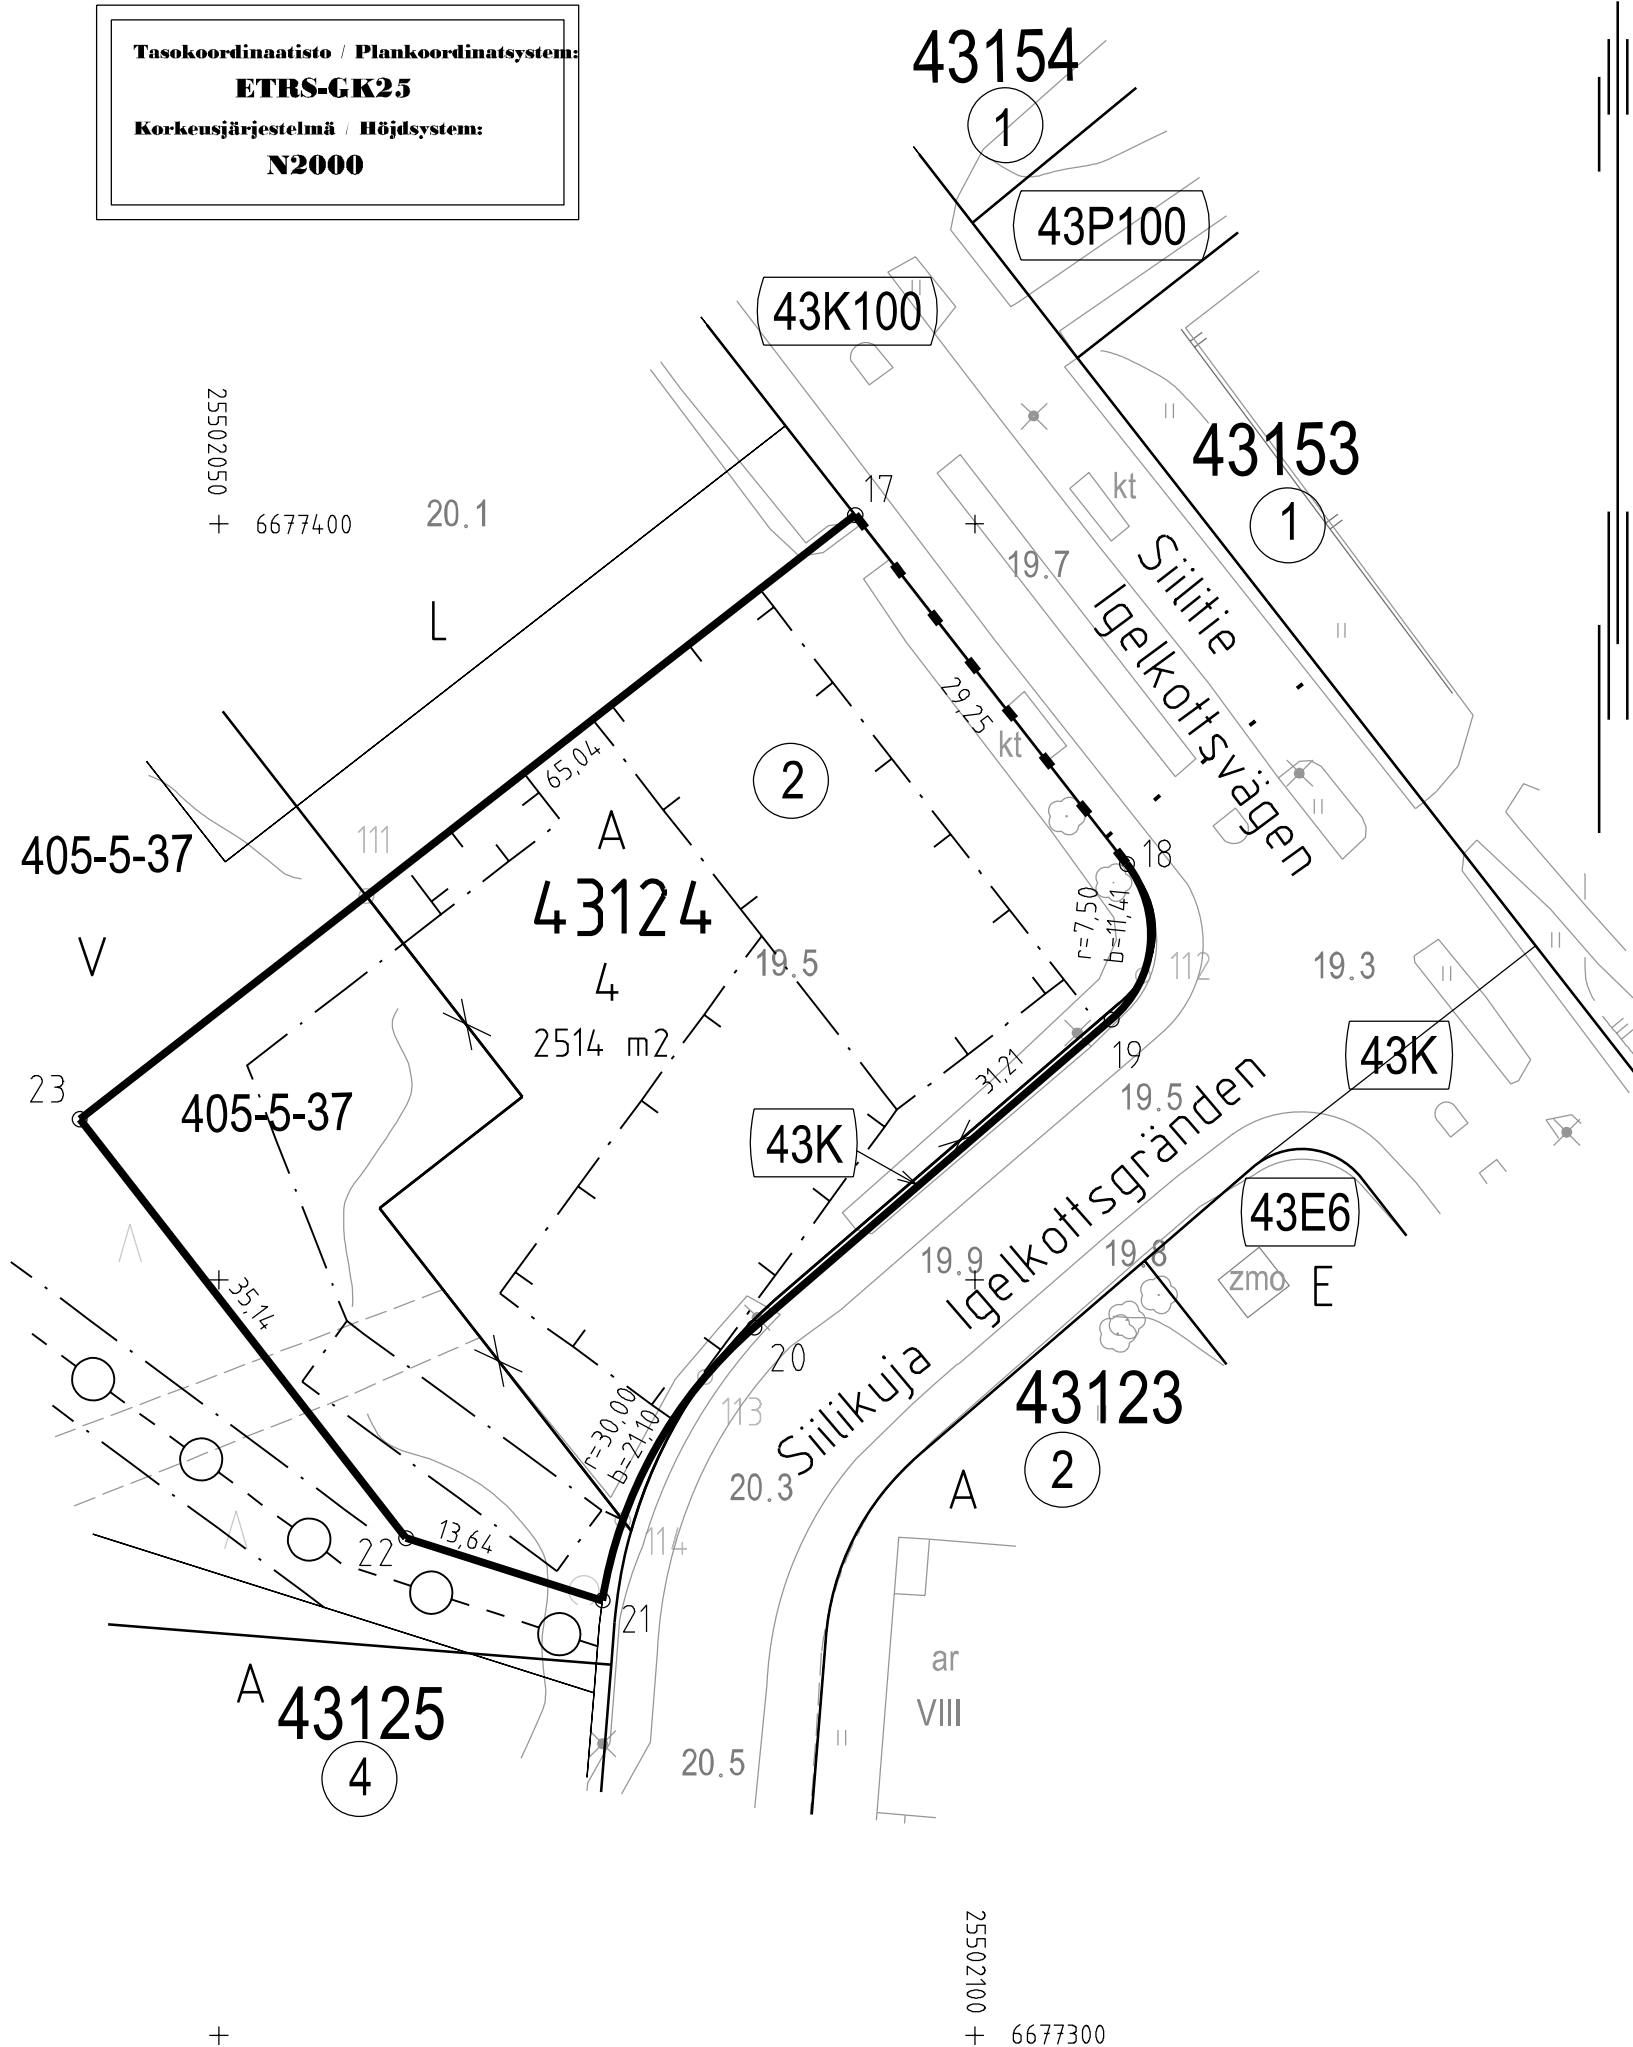 Tasokoordinaatisto / Plankoordinatsystem:
ETRS-GK25
Korkeusjärjestelmä / Höjdsystem:
N2000
43154
1
43P100
43K100
25502050
6677400
20.1
17
kt
43153
1
19.7
Siilitie
Igelkottsvägen
L
29,25
kt
65,04
2
405-5-37
111
A
43124
4
2514 m2
18
r=7,50
b=11,41
19.5
112
19.3
V
23
405-5-37
19
31,21
19.5
43K
43K
43E6
35,14
19.9
19.8
zmo
E
Siilikuja Igelkottsgränden
20
113
r=30,00
b=21,10
43123
2
20.3
A
22
13,64
114
21
ar
VIII
A
43125
4
20.5
25502100
6677300